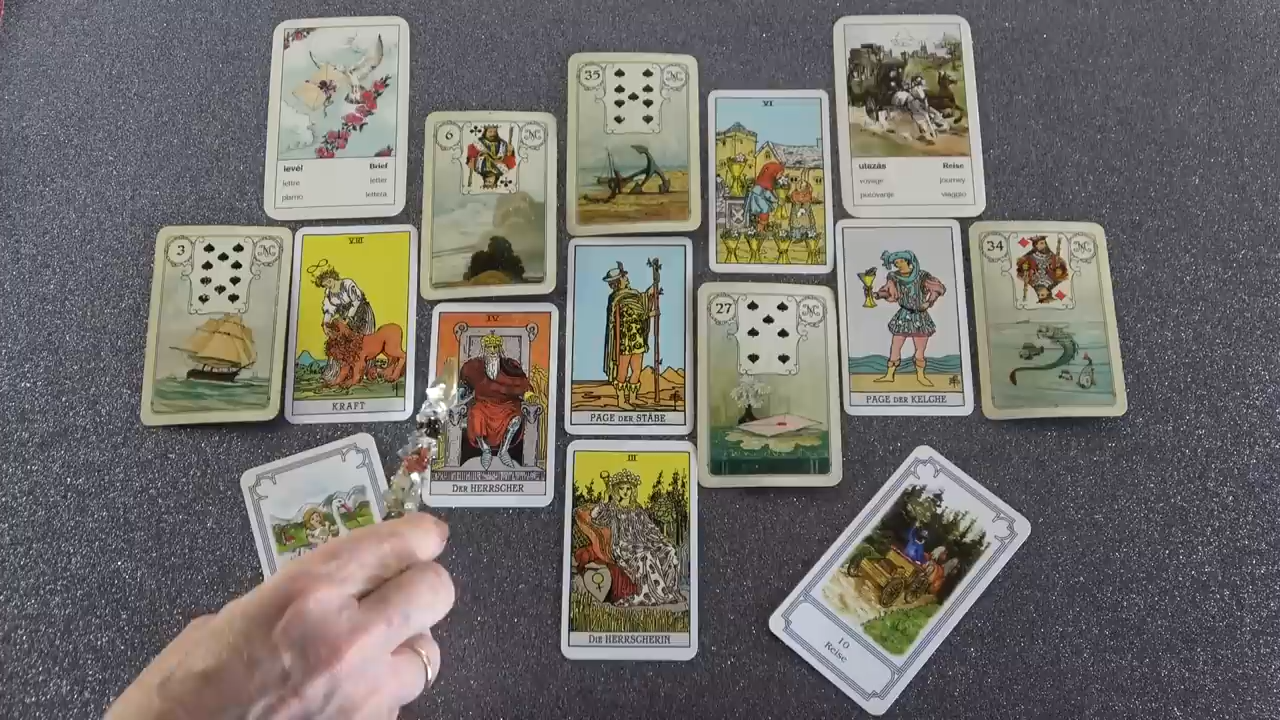 levél Brief
lettre letter
piamo lettera
6
35
VI
utazás Reise
voyage journey
putovanje viaggio
3
VIII
KRAFT
IV
DER HERRSCHER
PAGE DER STÄBE
27
PAGE DER KELCHE
34
III
DIE HERRSCHERIN
10
Reise